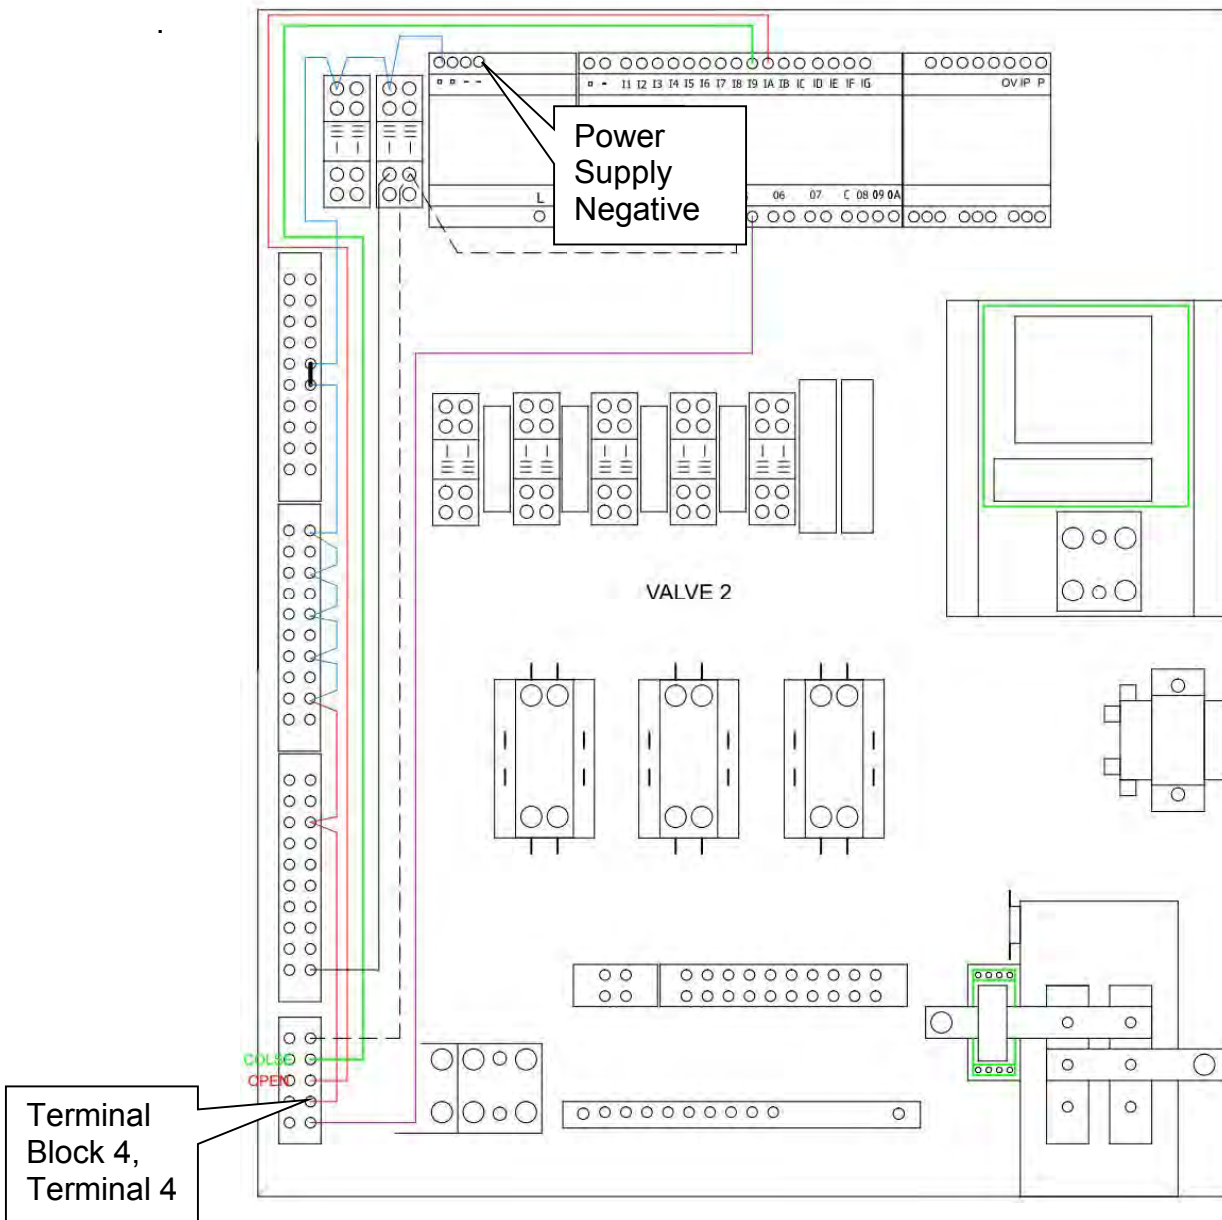 I1 I2 I3 I4 I5 I6 I7 I8 I9 IA IB IC ID IE IF IG
OV IP P
Power
Supply
Negative
L
06 07 C 08 09 0A
VALVE 2
COLSE
OPEN
Terminal
Block 4,
Terminal 4